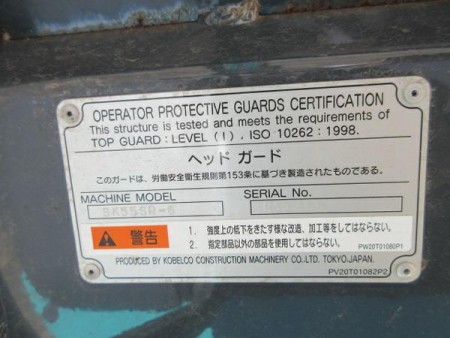 OPERATOR PROTECTIVE GUARDS CERTIFICATION
This structure is tested and meets the requirements of
TOP GUARD : LEVEL (I) , ISO 10262 : 1998.
ヘッド ガード
このガードは、労働安全衛生規則第153条に基づき製造されたものである。
MACHINE MODEL SERIAL No.
SK55SR-6
警告
1. 強度上の低下をきたす様な改造、加工等をしてはならない。
2. 指定部品以外の部品を使用してはならない。
PW20T01080P1
PRODUCED BY KOBELCO CONSTRUCTION MACHINERY CO.,LTD. TOKYO-JAPAN.
PV20T01082P2